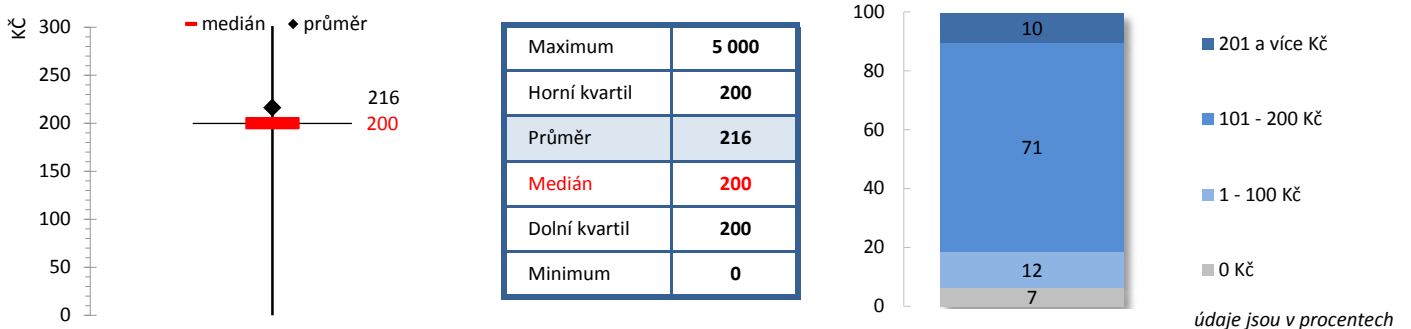 KČ
medián
průměr
300
250
200
150
100
50
0
216
200
Maximum 5 000
Horní kvartil 200
Průměr 216
Medián 200
Dolní kvartil 200
Minimum 0
100
80
60
40
20
0
10
71
12
7
201 a více Kč
101 - 200 Kč
1 - 100 Kč
0 Kč
údaje jsou v procentech